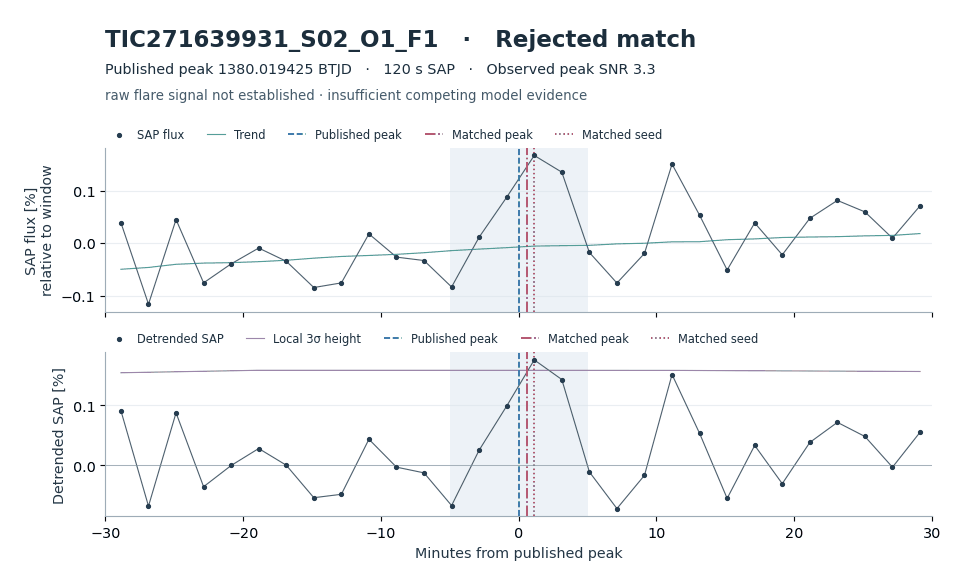 TIC271639931_S02_O1_F1 · Rejected match
Published peak 1380.019425 BTJD · 120 s SAP · Observed peak SNR 3.3
raw flare signal not established · insufficient competing model evidence
SAP flux Trend Published peak Matched peak Matched seed
SAP flux [%]
relative to window
0.1
0.0
−0.1
Detrended SAP Local 3σ height Published peak Matched peak Matched seed
Detrended SAP [%]
0.1
0.0
−30 −20 −10 0 10 20 30
Minutes from published peak